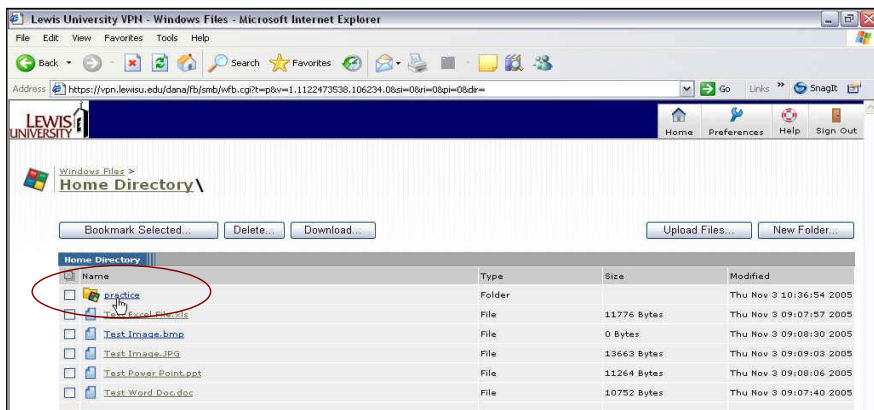 Lewis University VPN - Windows Files - Microsoft Internet Explorer
File Edit View Favorites Tools Help
Back Search Favorites
Address https://vpn.lewisu.edu/dana/fb/smb/wfb.cgi?t=p&v=1.1122473538.106234.0&si=0&ri=0&pi=0&dir= Go Links » SnagIt
LEWIS UNIVERSITY
Home Preferences Help Sign Out
Windows Files >
Home Directory\
Bookmark Selected... Delete... Download... Upload Files... New Folder...
Home Directory
Name Type Size Modified
practice Folder Thu Nov 3 10:36:54 2005
Test Excel File.xls File 11776 Bytes Thu Nov 3 09:07:57 2005
Test Image.bmp File 0 Bytes Thu Nov 3 09:08:30 2005
Test Image.JPG File 13663 Bytes Thu Nov 3 09:09:03 2005
Test Power Point.ppt File 11264 Bytes Thu Nov 3 09:08:06 2005
Test Word Doc.doc File 10752 Bytes Thu Nov 3 09:07:40 2005